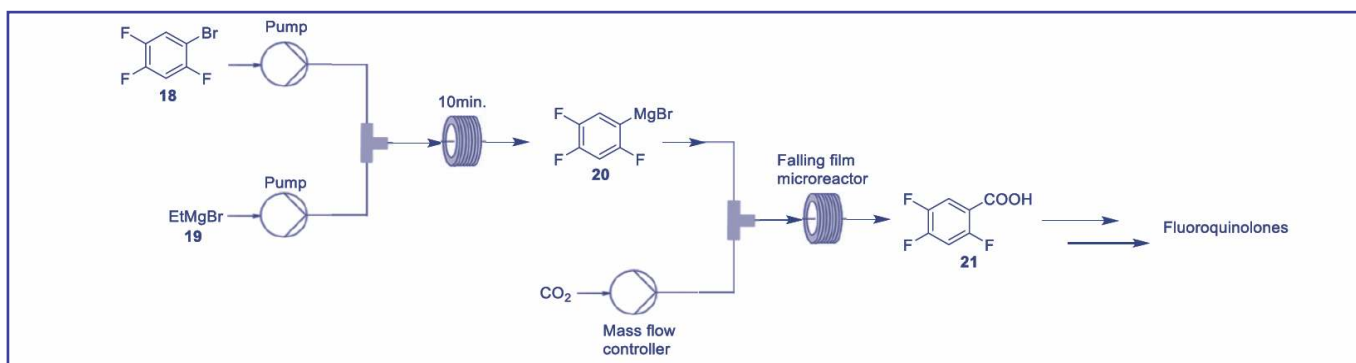 F
Br
F
F
18
Pump
EtMgBr
19
Pump
10min.
F
MgBr
F
F
20
CO2
Mass flow
controller
Falling film
microreactor
F
COOH
F
F
21
Fluoroquinolones